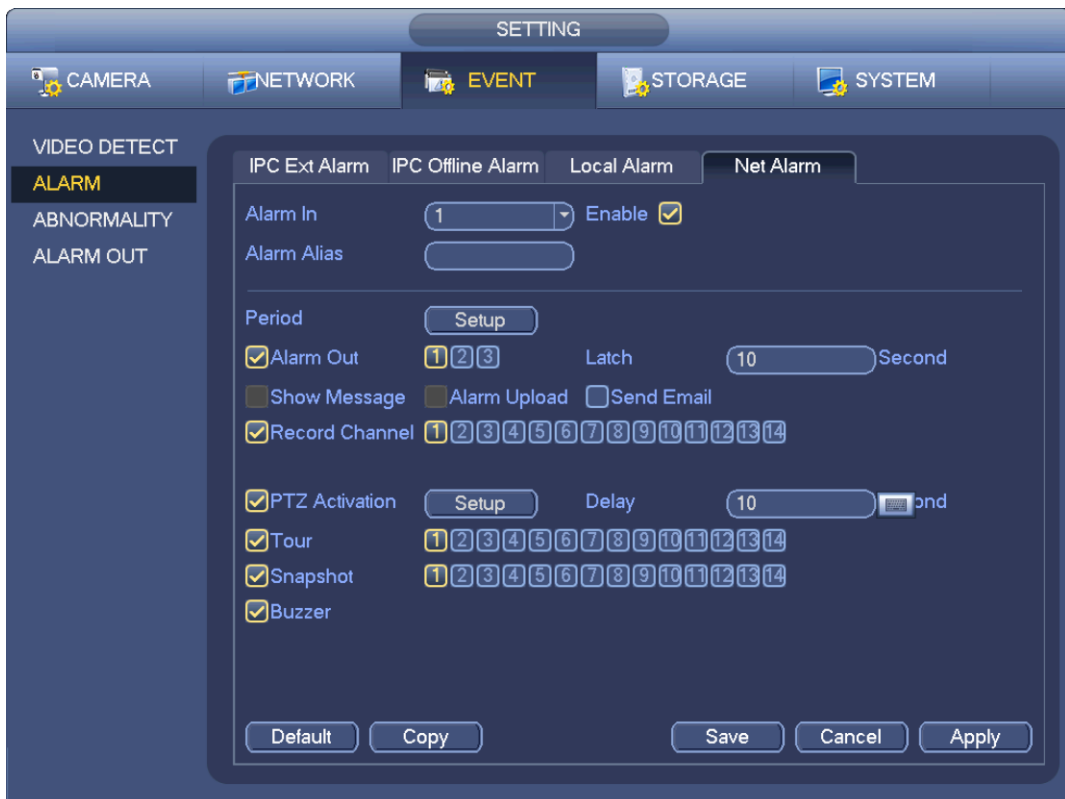 SETTING
CAMERA NETWORK EVENT STORAGE SYSTEM
VIDEO DETECT
ALARM
ABNORMALITY
ALARM OUT
IPC Ext Alarm IPC Offline Alarm Local Alarm Net Alarm
Alarm In 1 Enable
Alarm Alias
Period Setup
Alarm Out 1 2 3 Latch 10 Second
Show Message Alarm Upload Send Email
Record Channel 1 2 3 4 5 6 7 8 9 10 11 12 13 14
PTZ Activation Setup Delay 10 ond
Tour 1 2 3 4 5 6 7 8 9 10 11 12 13 14
Snapshot 1 2 3 4 5 6 7 8 9 10 11 12 13 14
Buzzer
Default Copy Save Cancel Apply